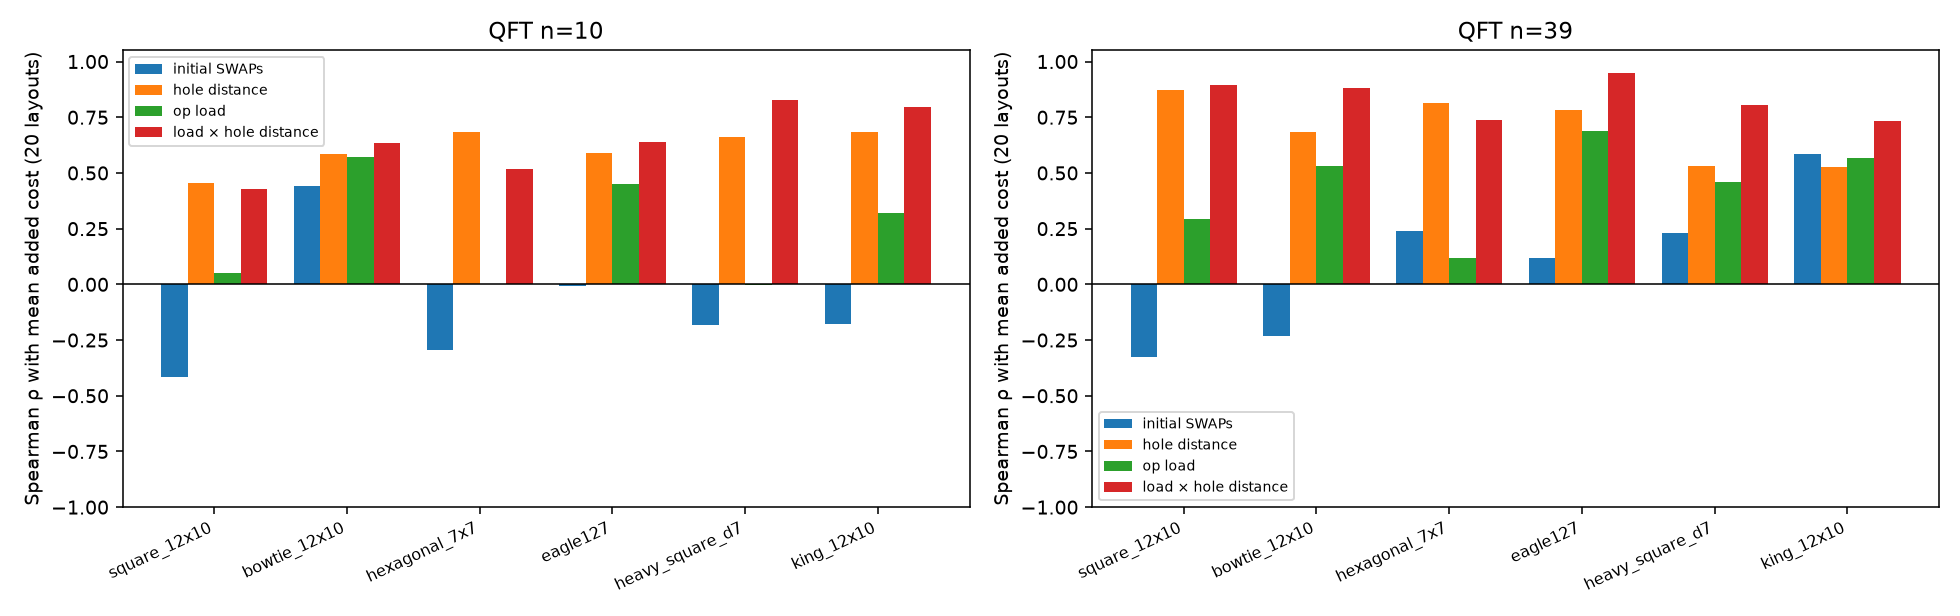 QFT n=10
Spearman ρ with mean added cost (20 layouts)
1.00
0.75
0.50
0.25
0.00
−0.25
−0.50
−0.75
−1.00
initial SWAPs
hole distance
op load
load × hole distance
square_12x10
bowtie_12x10
hexagonal_7x7
eagle127
heavy_square_d7
king_12x10
QFT n=39
Spearman ρ with mean added cost (20 layouts)
1.00
0.75
0.50
0.25
0.00
−0.25
−0.50
−0.75
−1.00
initial SWAPs
hole distance
op load
load × hole distance
square_12x10
bowtie_12x10
hexagonal_7x7
eagle127
heavy_square_d7
king_12x10